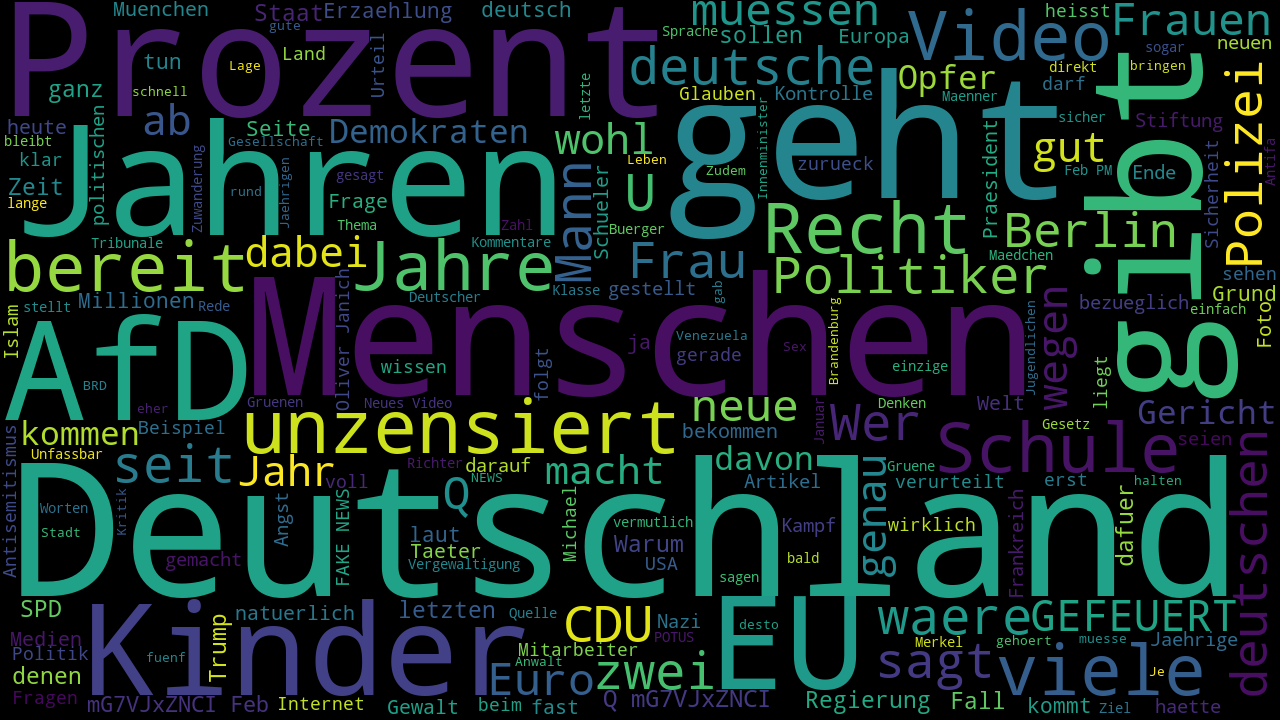 Prozent
Muenchen
Staat
Erzaehlung
deutsch
muessen
Video
heisst
Frauen
gute
Sprache
sollen
Europa
sogar
neuen
Land
tun
Lage
Urteil
deutsche
Opfer
direkt
bringen
ganz
schnell
letzte
Glauben
Kontrolle
Maenner
darf
gibt
Polizei
heute
politischen
ab
Seite
Demokraten
wohl
geht
gut
sicher
Stiftung
Antifa
bleibt
Gesellschaft
klar
Jahren
Zuwanderung
Jaehrigen
gesagt
Leben
Zudem
Innenminister
zurueck
Praesident
Feb PM
Ende
Sicherheit
Zeit
rund
lange
Frage
Mann
schueler
U
Recht
Berlin
Thema
Zahl
Buerger
Tribunale
Kommentare
bereit
dabei
Jahre
Frau
Maedchen
Politiker
sehen
Millionen
Klasse
gestellt
gab
Grund
stellt
Rede
Deutscher
bezueglich
einfach
Islam
Oliver Janich
Menschen
Venezuela
Brandenburg
Jugendlichen
wegen
Foto
AfD
ja
gerade
Sex
wissen
folgt
einzige
liegt
BRD
eher
Gruenen
Neues Video
neue
Denken
Welt
Gericht
kommen
Beispiel
unzensiert
bekommen
Januar
Wer
Gesetz
Schule
seien
Antisemitismus
Unfassbar
seit
Jahr
voll
Richter
darauf
NEWS
macht
davon
Artikel
genau
Gruene
verurteilt
erst
halten
deutschen
Worten
Kritik
Angst
FAKE NEWS
Q
Michael
vermutlich
Kampf
wirklich
Frankreich
dafuer
Stadt
Deutschland
gemacht
laut
Taeter
Vergewaltigung
Warum
USA
bald
sagen
SPD
Kinder
natuerlich
letzten
Quelle
CDU
Nazi
EU
desto
waere
GEFEUERT
Medien
Politik
Trump
POTUS
Merkel
gehoert
muesse
Jaehrige
fuenf
Mitarbeiter
Anwalt
denen
Euro
zwei
sagt
viele
Je
Fragen
mG7VJxZNCI Feb
Internet
Gewalt
beim
fast
Q mG7VJxZNCI
Regierung
Fall
kommt
Ziel
haette